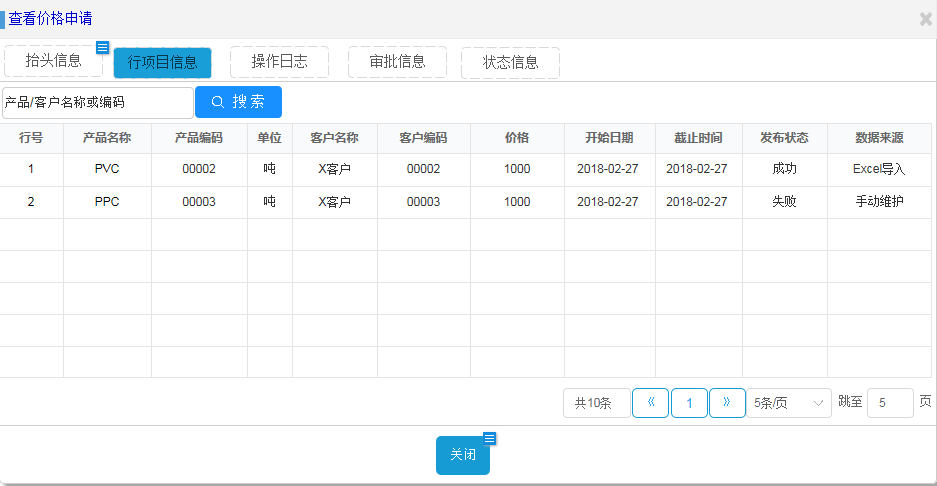 查看价格申请
抬头信息 行项目信息 操作日志 审批信息 状态信息
产品/客户名称或编码 搜索
行号 产品名称 产品编码 单位 客户名称 客户编码 价格 开始日期 截止时间 发布状态 数据来源
1 PVC 00002 吨 X客户 00002 1000 2018-02-27 2018-02-27 成功 Excel导入
2 PPC 00003 吨 X客户 00003 1000 2018-02-27 2018-02-27 失败 手动维护
共10条 « 1 » 5条/页 跳至 5 页
关闭